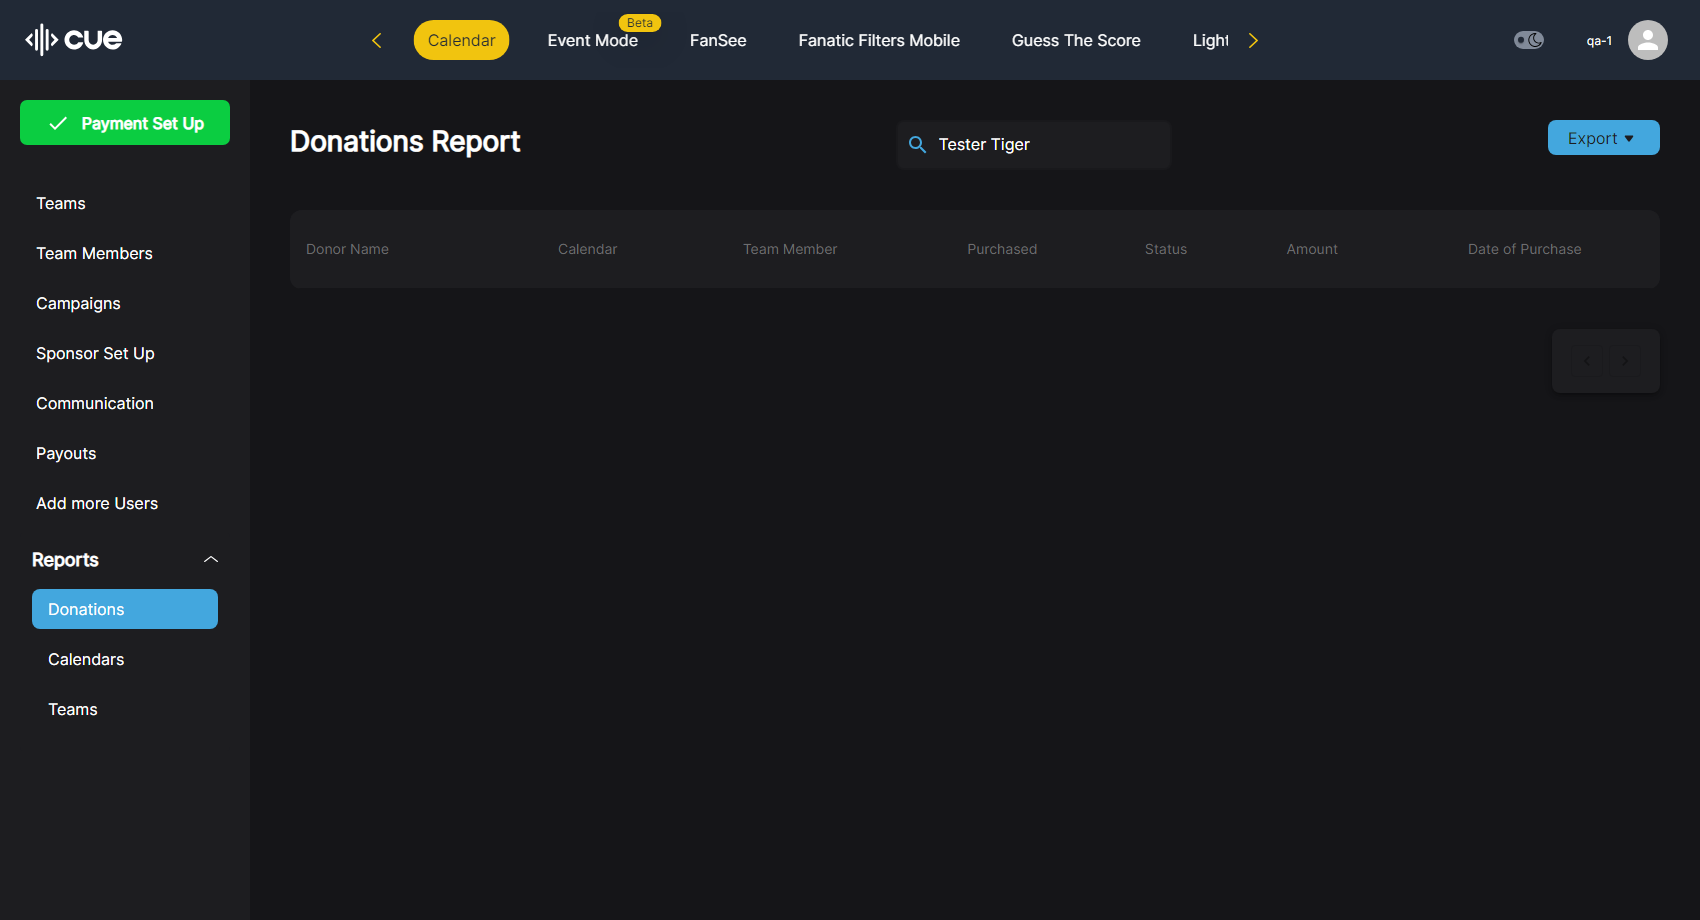 cue
Calendar
Event Mode
Beta
FanSee
Fanatic Filters Mobile
Guess The Score
Light
qa-1
Payment Set Up
Teams
Team Members
Campaigns
Sponsor Set Up
Communication
Payouts
Add more Users
Reports
Donations
Calendars
Teams
Donations Report
Tester Tiger
Export
Donor Name
Calendar
Team Member
Purchased
Status
Amount
Date of Purchase